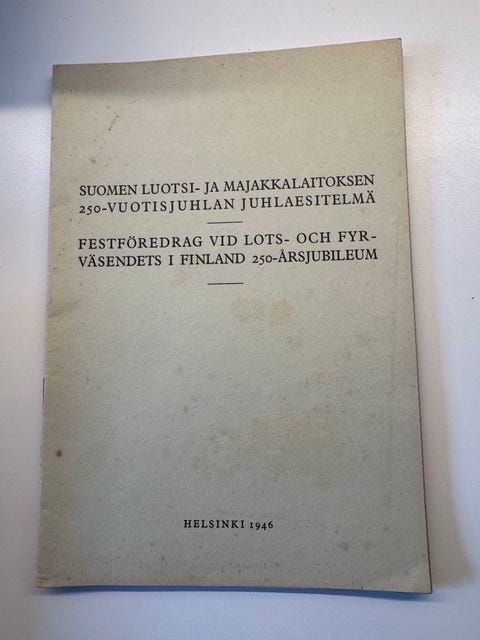 SUOMEN LUOTSI- JA MAJAKKALAITOKSEN
250-VUOTISJUHLAN JUHLAESITELMÄ
FESTFÖREDRAG VID LOTS- OCH FYR-
VÄSENDETS I FINLAND 250-ÅRSJUBILEUM
HELSINKI 1946